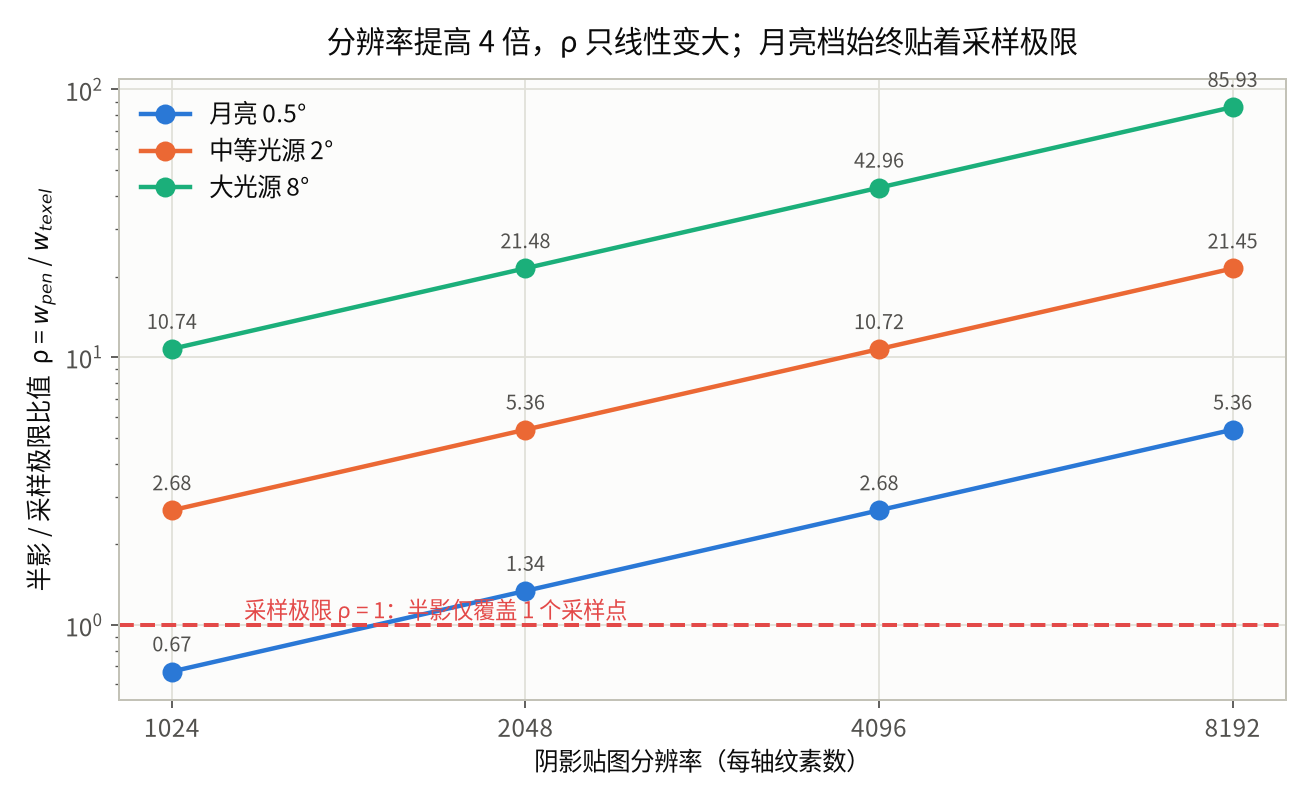 分辨率提高 4 倍，ρ 只线性变大；月亮档始终贴着采样极限
半影 / 采样极限比值 ρ = w_pen / w_texel
10²
10¹
10⁰
月亮 0.5°
中等光源 2°
大光源 8°
10.74
21.48
42.96
85.93
2.68
5.36
10.72
21.45
0.67
1.34
2.68
5.36
采样极限 ρ = 1：半影仅覆盖 1 个采样点
1024
2048
4096
8192
阴影贴图分辨率（每轴纹素数）